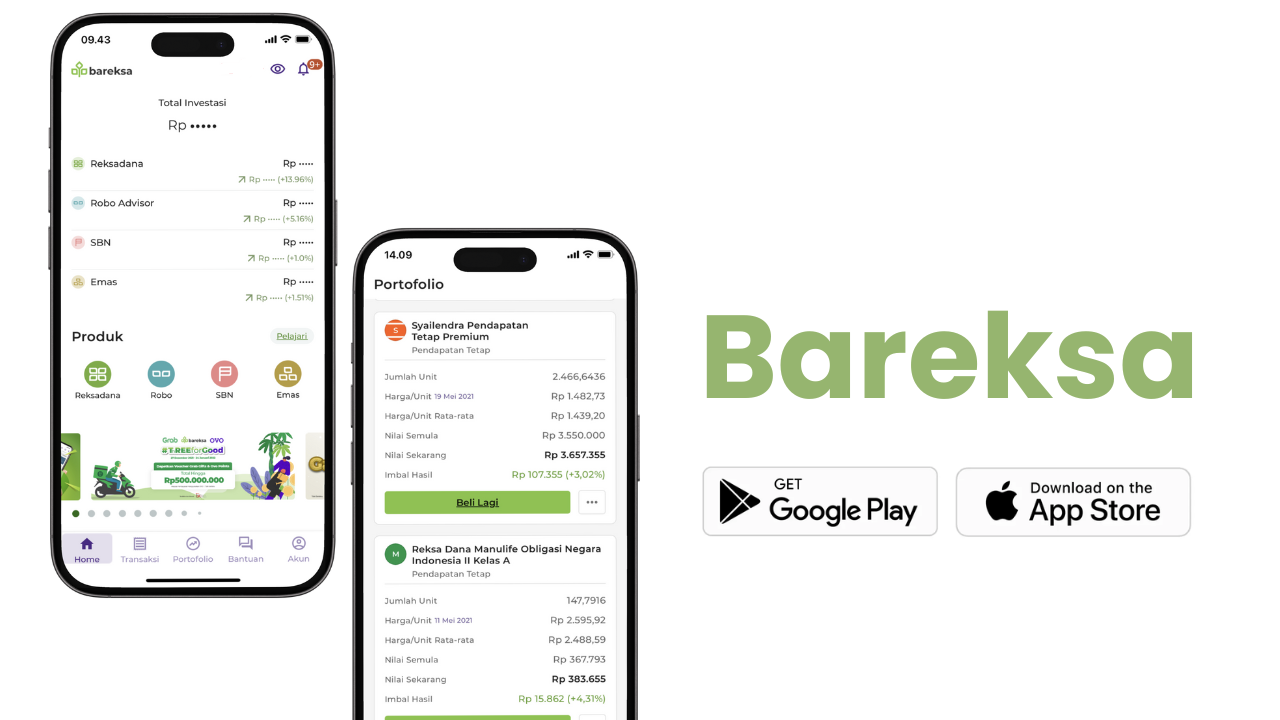 09.43
bareksa
9+
Total Investasi
Rp •••••
Reksadana Rp •••••
Rp ••••• (+13.96%)
Robo Advisor Rp •••••
Rp ••••• (+5.16%)
SBN Rp •••••
Rp ••••• (+1.0%)
Emas Rp •••••
Rp ••••• (+1.51%)
Produk Pelajari
Reksadana Robo SBN Emas
Grab bareksa OVO
#TREEforGood
Total Hingga
Rp500.000.000
Home Transaksi Portofolio Bantuan Akun
14.09
Portofolio
S
Syailendra Pendapatan
Tetap Premium
Pendapatan Tetap
Jumlah Unit 2.466,6436
Harga/Unit 19 Mei 2021 Rp 1.482,73
Harga/Unit Rata-rata Rp 1.439,20
Nilai Semula Rp 3.550.000
Nilai Sekarang Rp 3.657.355
Imbal Hasil Rp 107.355 (+3,02%)
Beli Lagi
M
Reksa Dana Manulife Obligasi Negara
Indonesia II Kelas A
Pendapatan Tetap
Jumlah Unit 147,7916
Harga/Unit 11 Mei 2021 Rp 2.595,92
Harga/Unit Rata-rata Rp 2.488,59
Nilai Semula Rp 367.793
Nilai Sekarang Rp 383.655
Imbal Hasil Rp 15.862 (+4,31%)
Bareksa
GET
Google Play
Download on the
App Store